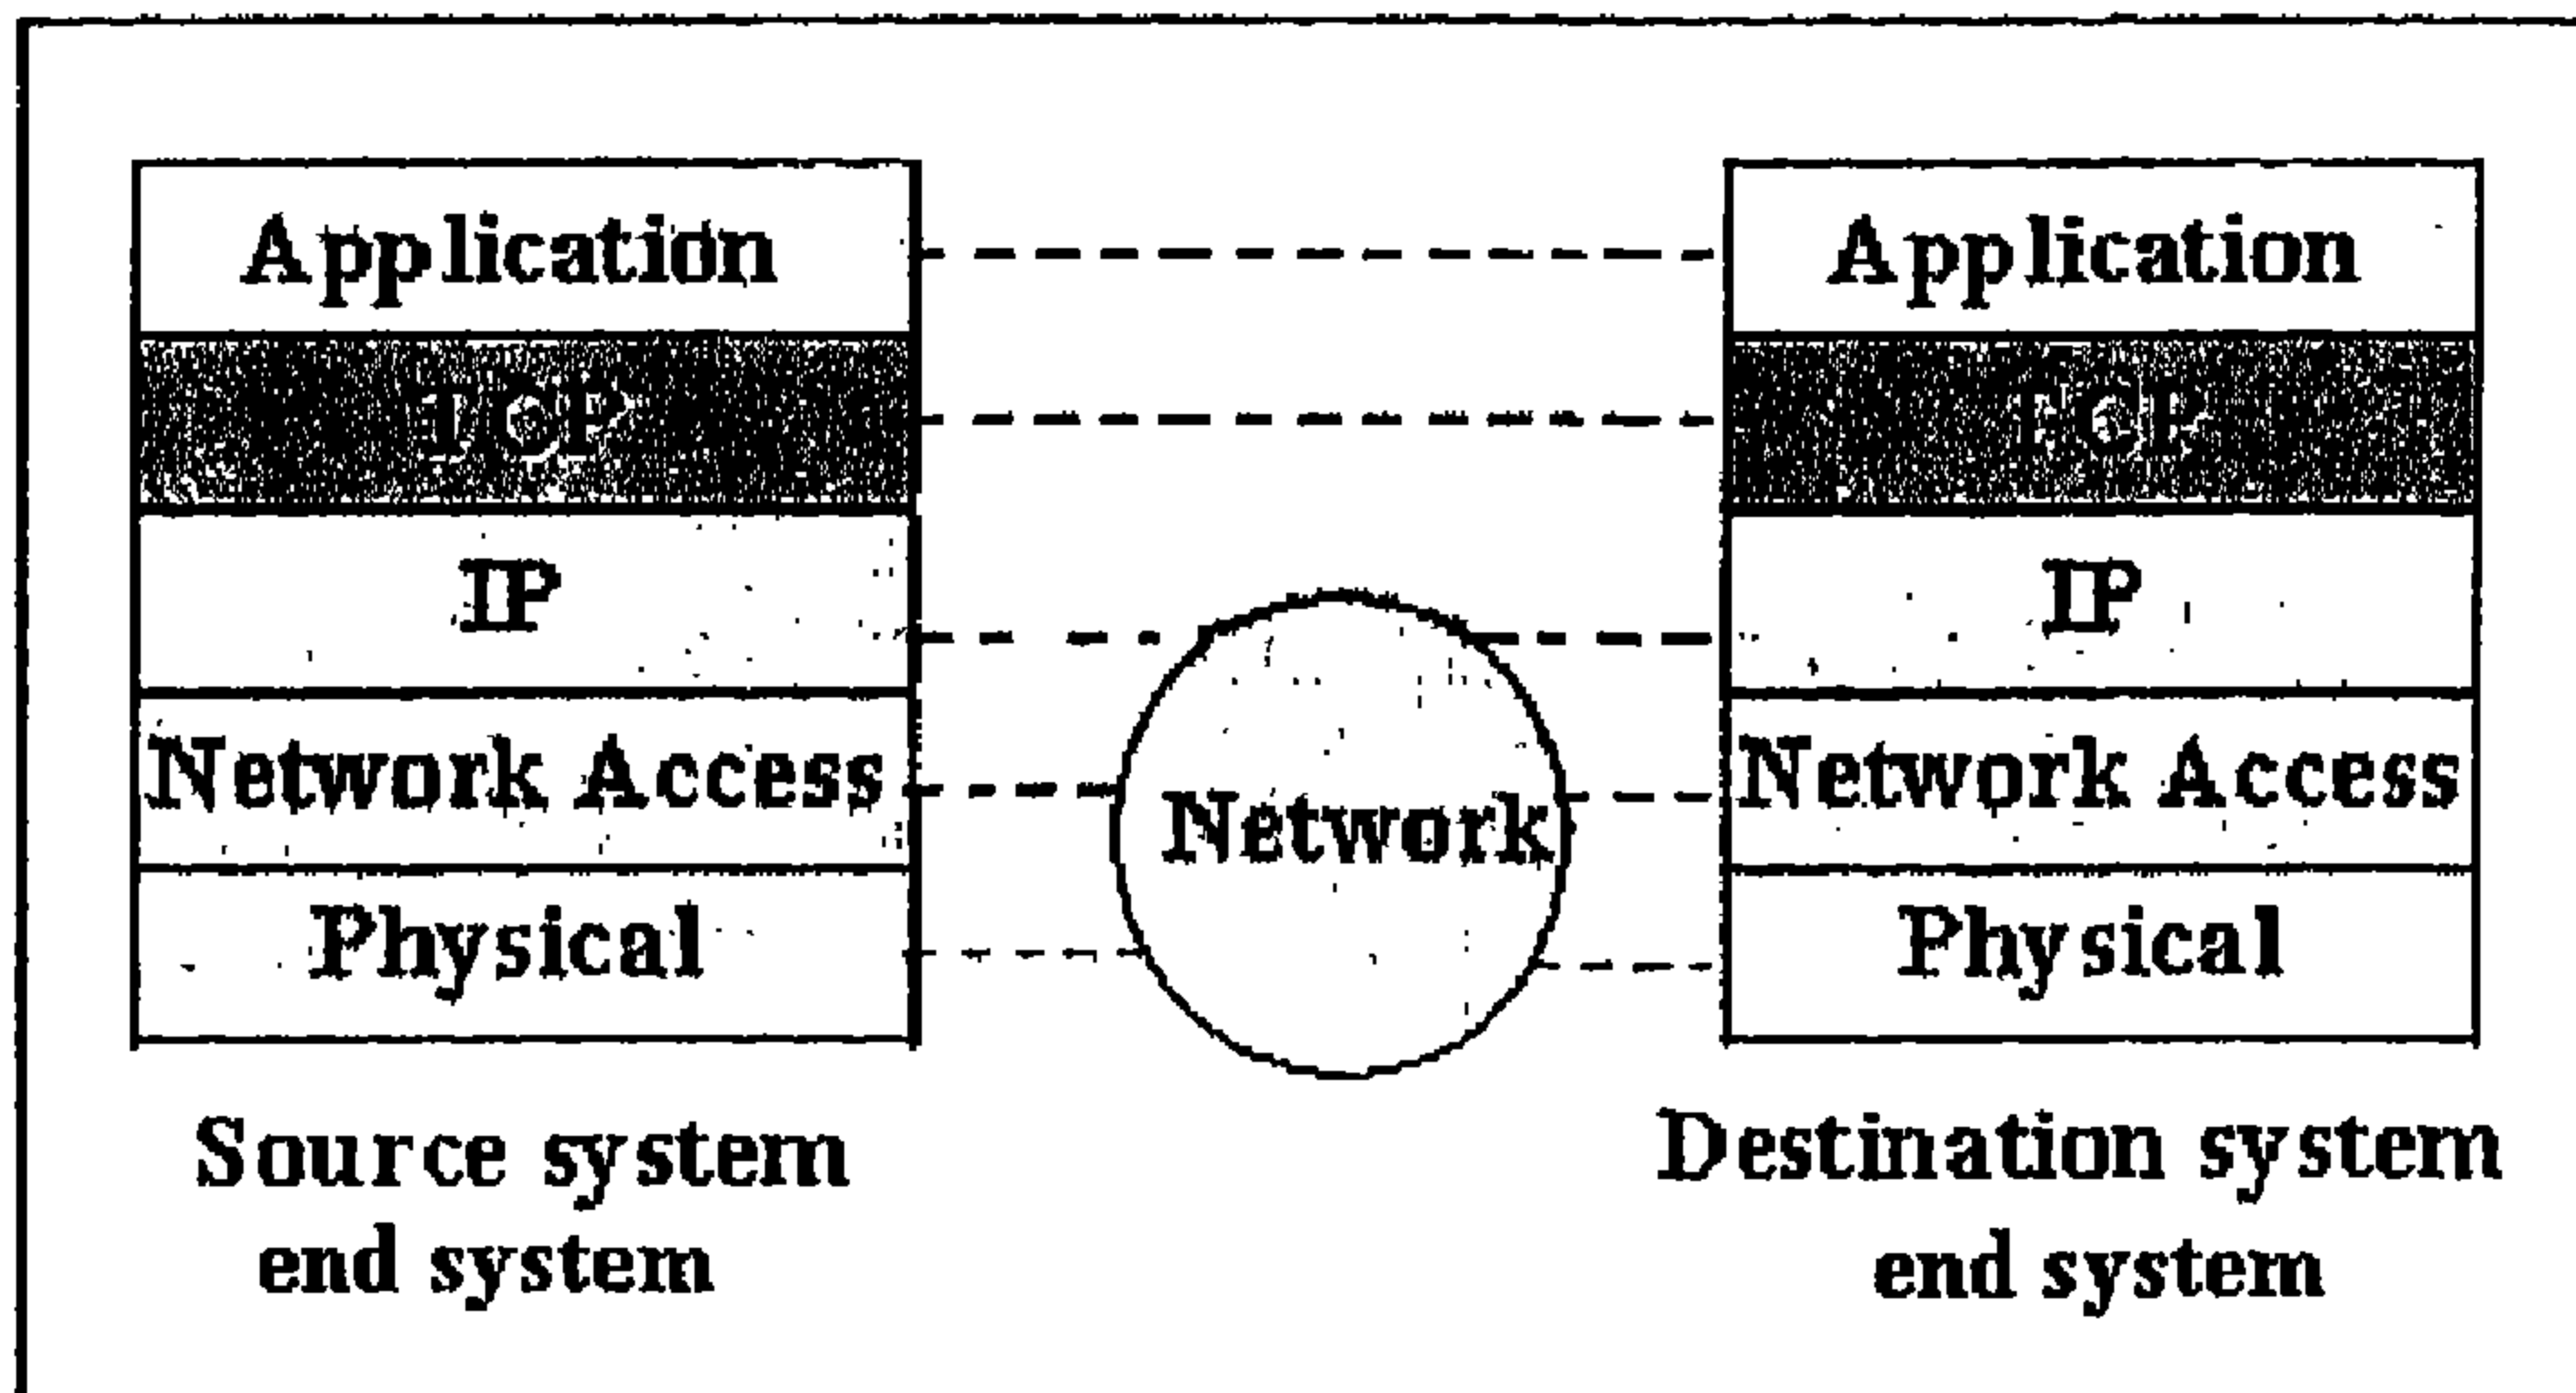 Application
TCP
IP
Network Access
Physical
Source system
end system
Network
Application
TCP
IP
Network Access
Physical
Destination system
end system